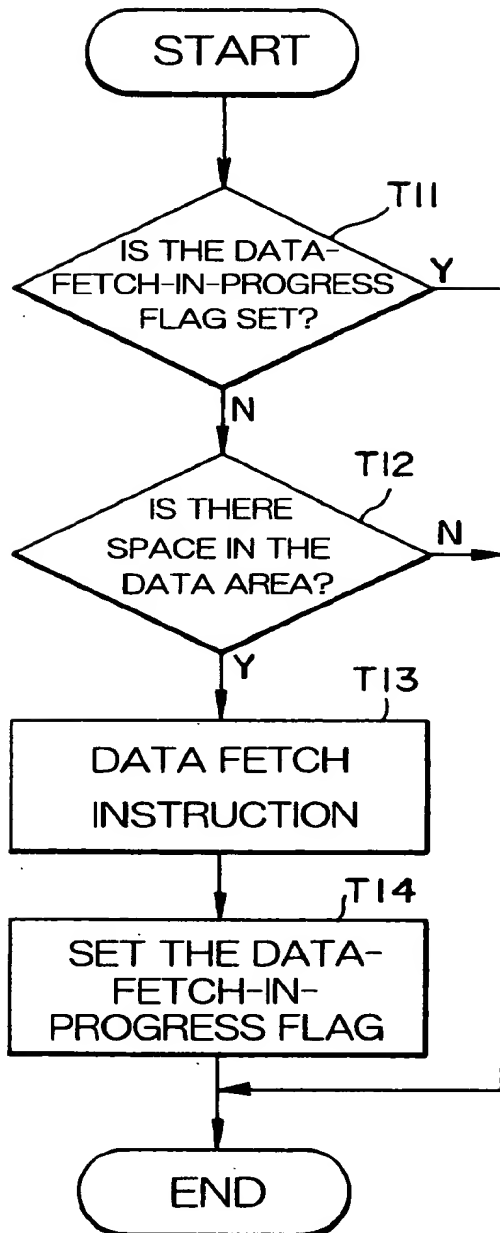 START
T11
IS THE DATA-
FETCH-IN-PROGRESS
FLAG SET?
Y
N
T12
IS THERE
SPACE IN THE
DATA AREA?
N
Y
T13
DATA FETCH
INSTRUCTION
T14
SET THE DATA-
FETCH-IN-
PROGRESS FLAG
END